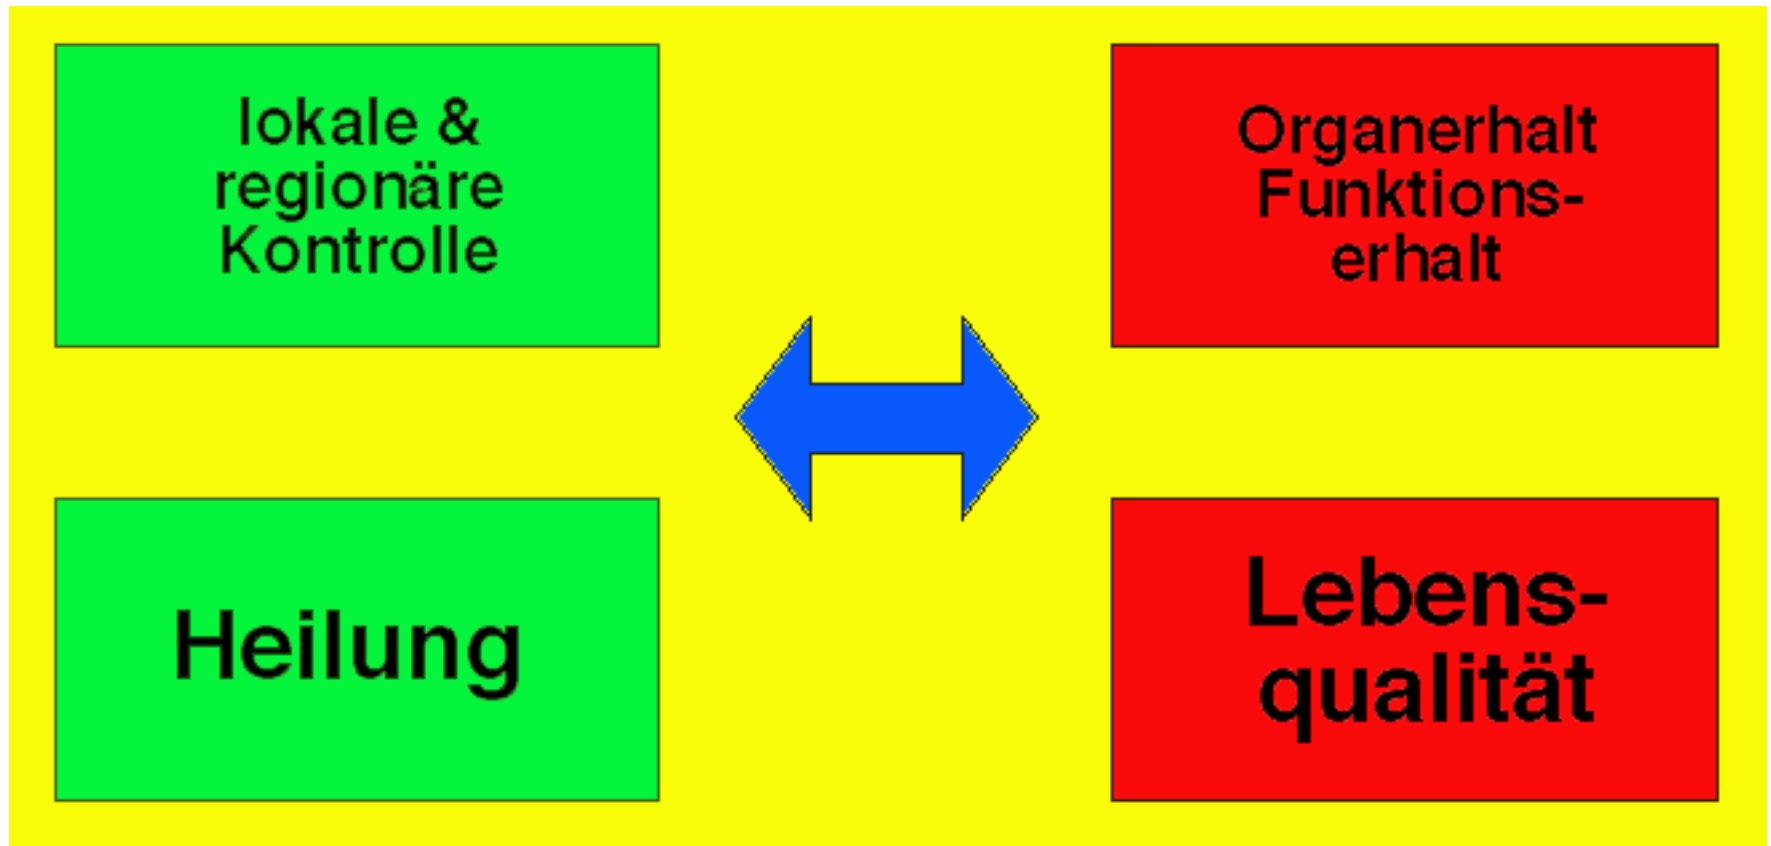 lokale &
regionäre
Kontrolle
Organerhalt
Funktions-
erhalt
Heilung
Lebens-
qualität